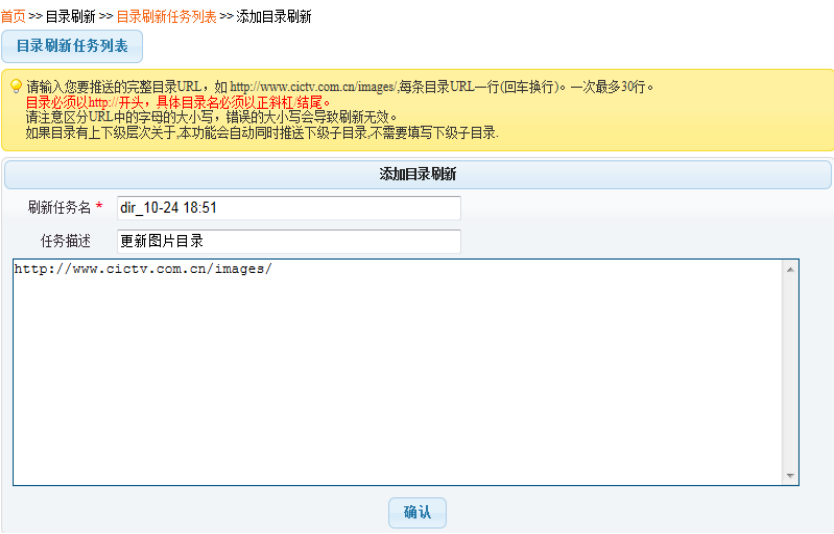 首页 >> 目录刷新 >> 目录刷新任务列表 >> 添加目录刷新
目录刷新任务列表
请输入您要推送的完整目录URL，如 http://www.cictv.com.cn/images/,每条目录URL一行(回车换行)。一次最多30行。
目录必须以http://开头，具体目录名必须以正斜杠/结尾。
请注意区分URL中的字母的大小写，错误的大小写会导致刷新无效。
如果目录有上下级层次关于,本功能会自动同时推送下级子目录,不需要填写下级子目录.
添加目录刷新
刷新任务名 * dir_10-24 18:51
任务描述 更新图片目录
http://www.cictv.com.cn/images/
确认